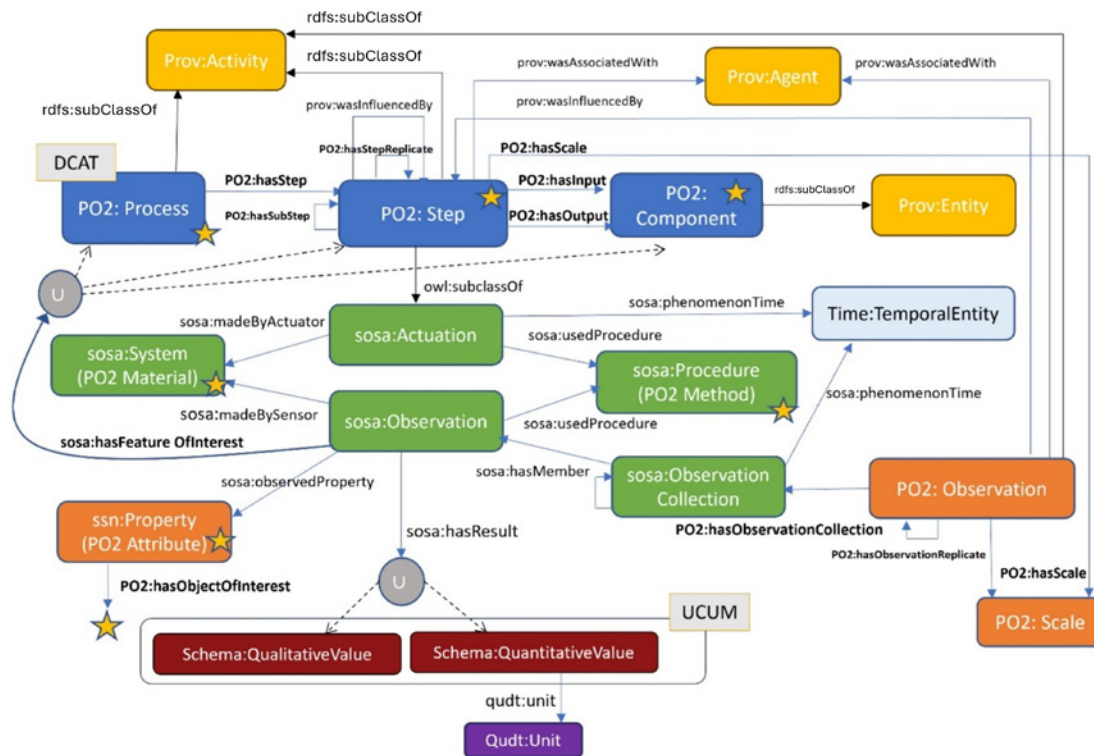 rdfs:subClassOf
Prov:Activity
rdfs:subClassOf
prov:wasAssociatedWith
Prov:Agent
prov:wasAssociatedWith
rdfs:subClassOf
prov:wasInfluencedBy
prov:wasInfluencedBy
DCAT
PO2:hasStepReplicate
PO2:hasScale
PO2: Process
PO2:hasStep
PO2:hasSubStep
PO2: Step
PO2:hasInput
PO2:hasOutput
PO2:
Component
rdfs:subClassOf
Prov:Entity
U
owl:subclassOf
sosa:phenomenonTime
Time:TemporalEntity
sosa:madeByActuator
sosa:Actuation
sosa:usedProcedure
sosa:System
(PO2 Material)
sosa:Procedure
(PO2 Method)
sosa:phenomenonTime
sosa:madeBySensor
sosa:Observation
sosa:usedProcedure
sosa:hasFeature OfInterest
sosa:hasMember
sosa:Observation
Collection
PO2: Observation
sosa:observedProperty
ssn:Property
(PO2 Attribute)
sosa:hasResult
PO2:hasObservationCollection
PO2:hasObservationReplicate
PO2:hasObjectOfInterest
U
PO2:hasScale
UCUM
PO2: Scale
Schema:QualitativeValue
Schema:QuantitativeValue
qudt:unit
Qudt:Unit